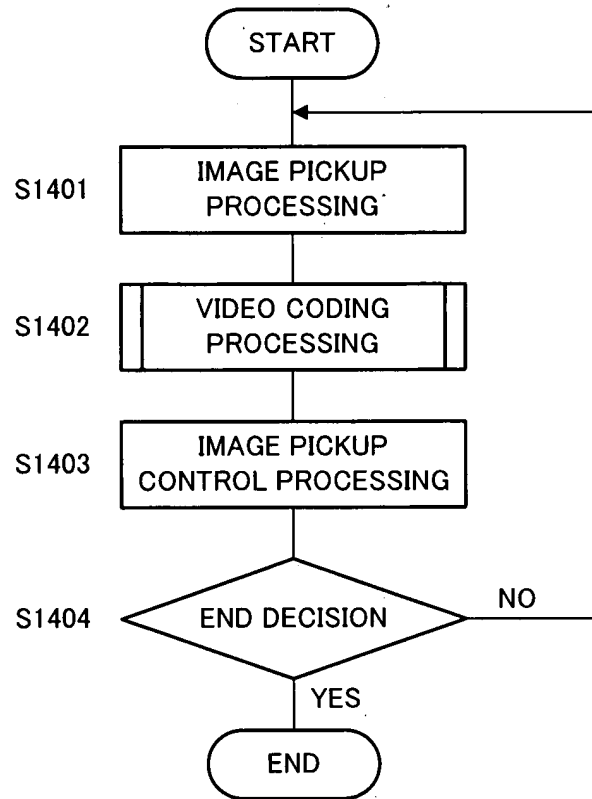 START
S1401
IMAGE PICKUP
PROCESSING
S1402
VIDEO CODING
PROCESSING
S1403
IMAGE PICKUP
CONTROL PROCESSING
S1404
END DECISION
NO
YES
END